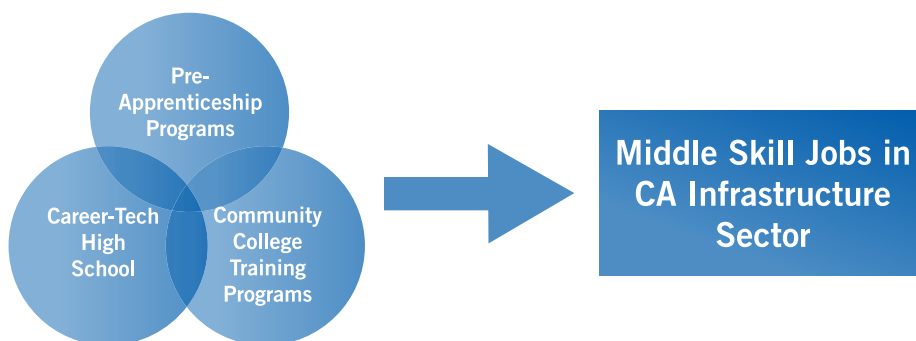 Pre-
Apprenticeship
Programs
Career-Tech
High
School
Community
College
Training
Programs
Middle Skill Jobs in
CA Infrastructure
Sector